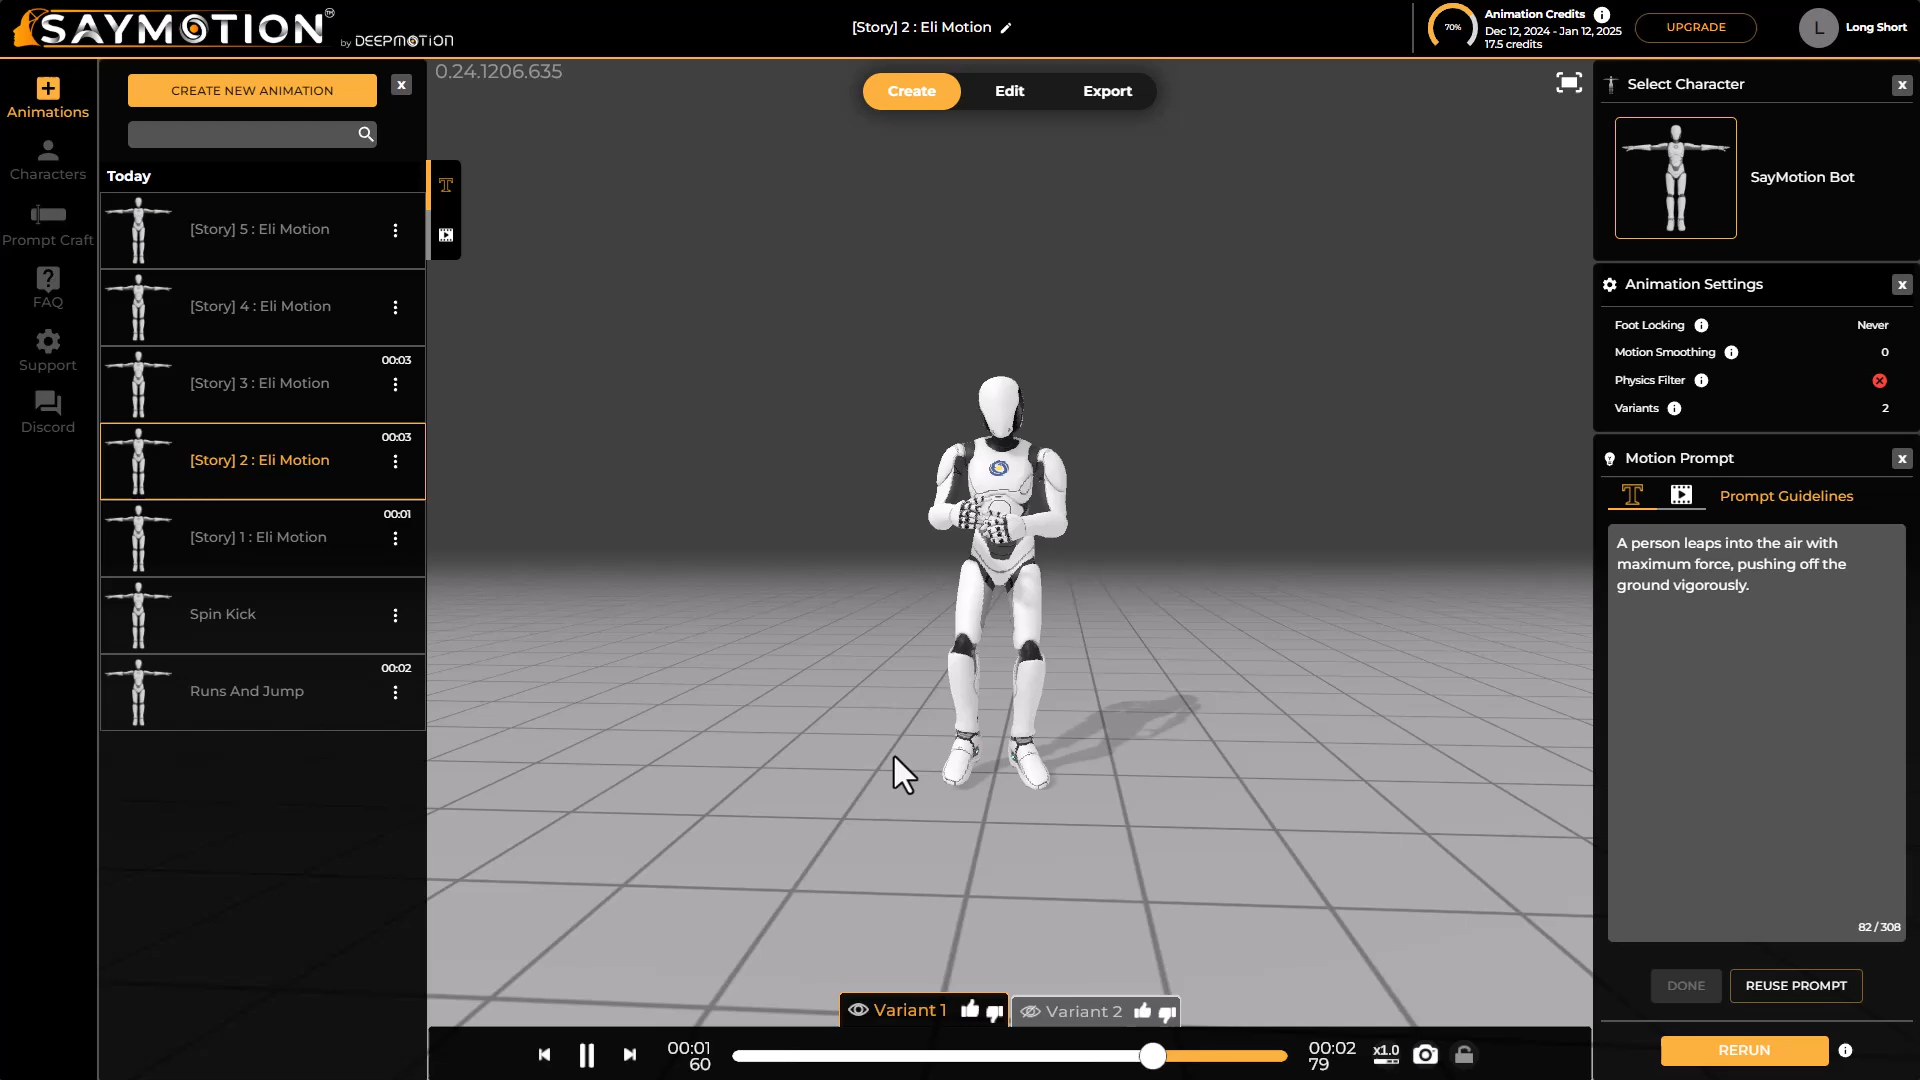 SAYMOTION™
by DEEPMOTION
[Story] 2 : Eli Motion
70%
Animation Credits
Dec 12, 2024 - Jan 12, 2025
17.5 credits
UPGRADE
L
Long Short
Animations
Characters
Prompt Craft
FAQ
Support
Discord
CREATE NEW ANIMATION
x
Today
[Story] 5 : Eli Motion
[Story] 4 : Eli Motion
00:03
[Story] 3 : Eli Motion
00:03
[Story] 2 : Eli Motion
00:01
[Story] 1 : Eli Motion
Spin Kick
00:02
Runs And Jump
0.24.1206.635
T
Create
Edit
Export
Variant 1
Variant 2
00:01
60
00:02
79
x1.0
Select Character
x
SayMotion Bot
Animation Settings
x
Foot Locking
Never
Motion Smoothing
0
Physics Filter
Variants
2
Motion Prompt
x
T
Prompt Guidelines
A person leaps into the air with
maximum force, pushing off the
ground vigorously.
82 / 308
DONE
REUSE PROMPT
RERUN